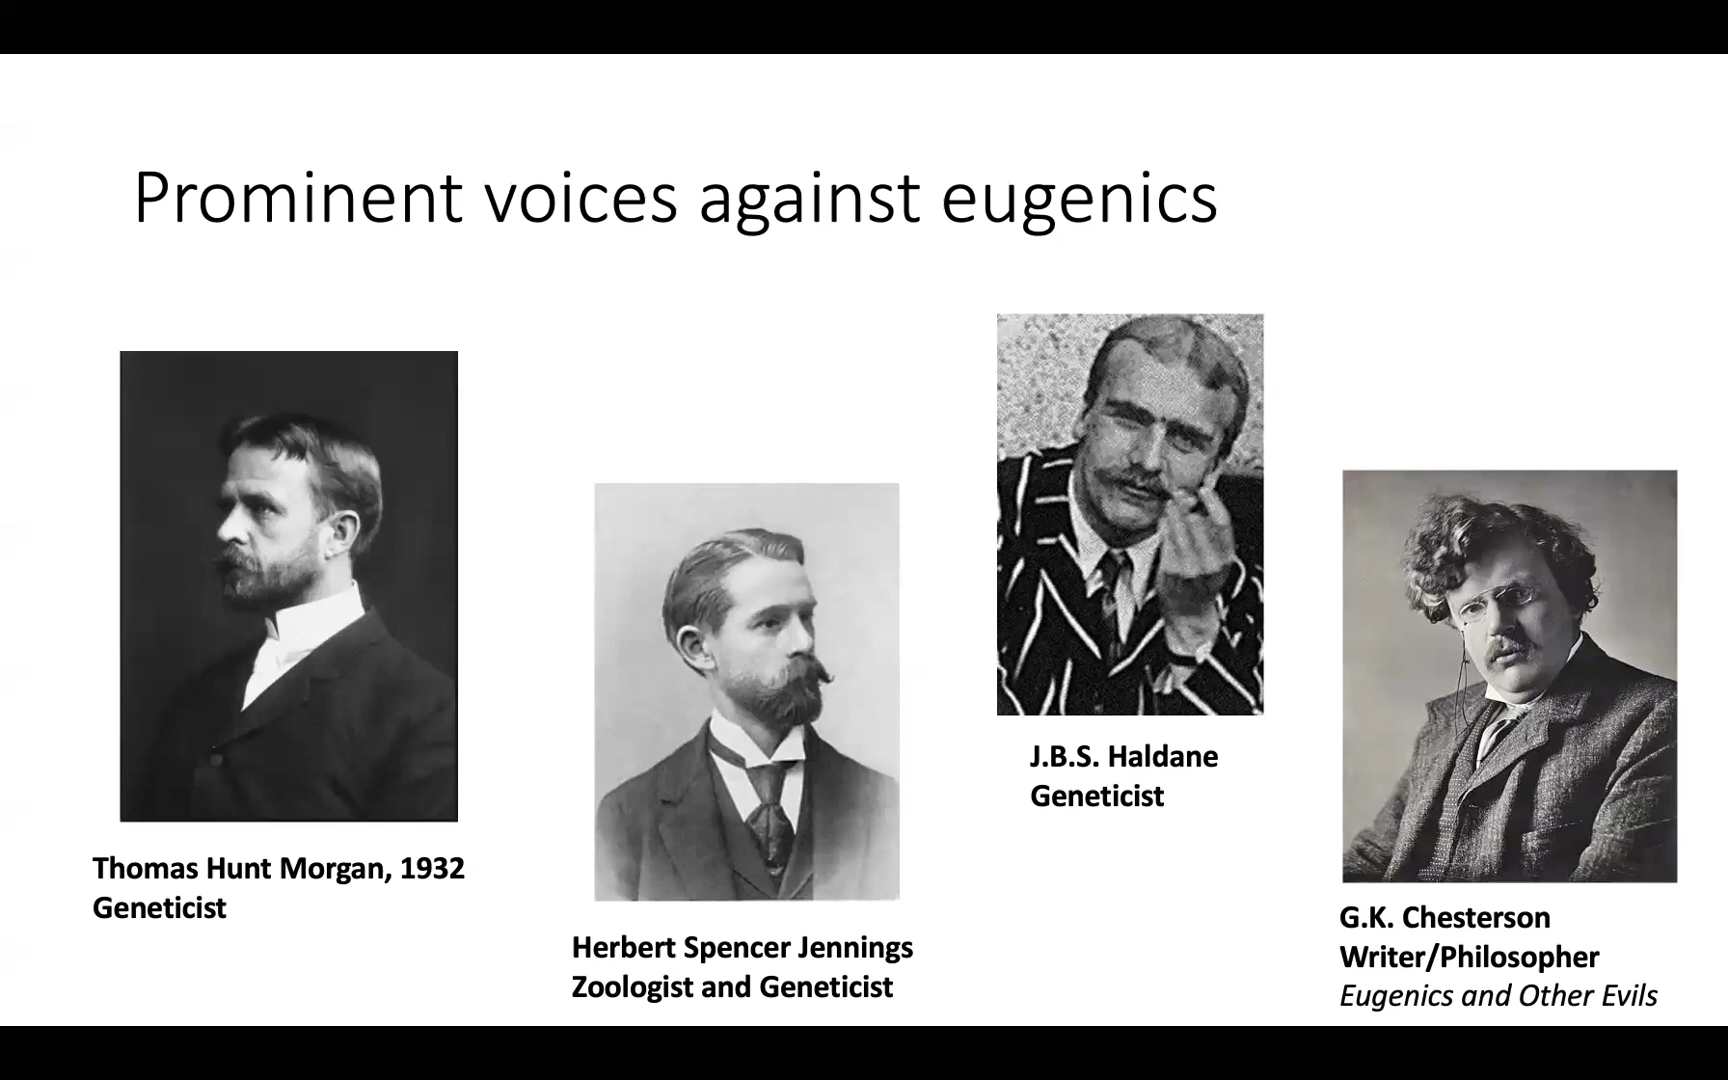 Prominent voices against eugenics
Thomas Hunt Morgan, 1932
Geneticist
Herbert Spencer Jennings
Zoologist and Geneticist
J.B.S. Haldane
Geneticist
G.K. Chesterson
Writer/Philosopher
Eugenics and Other Evils